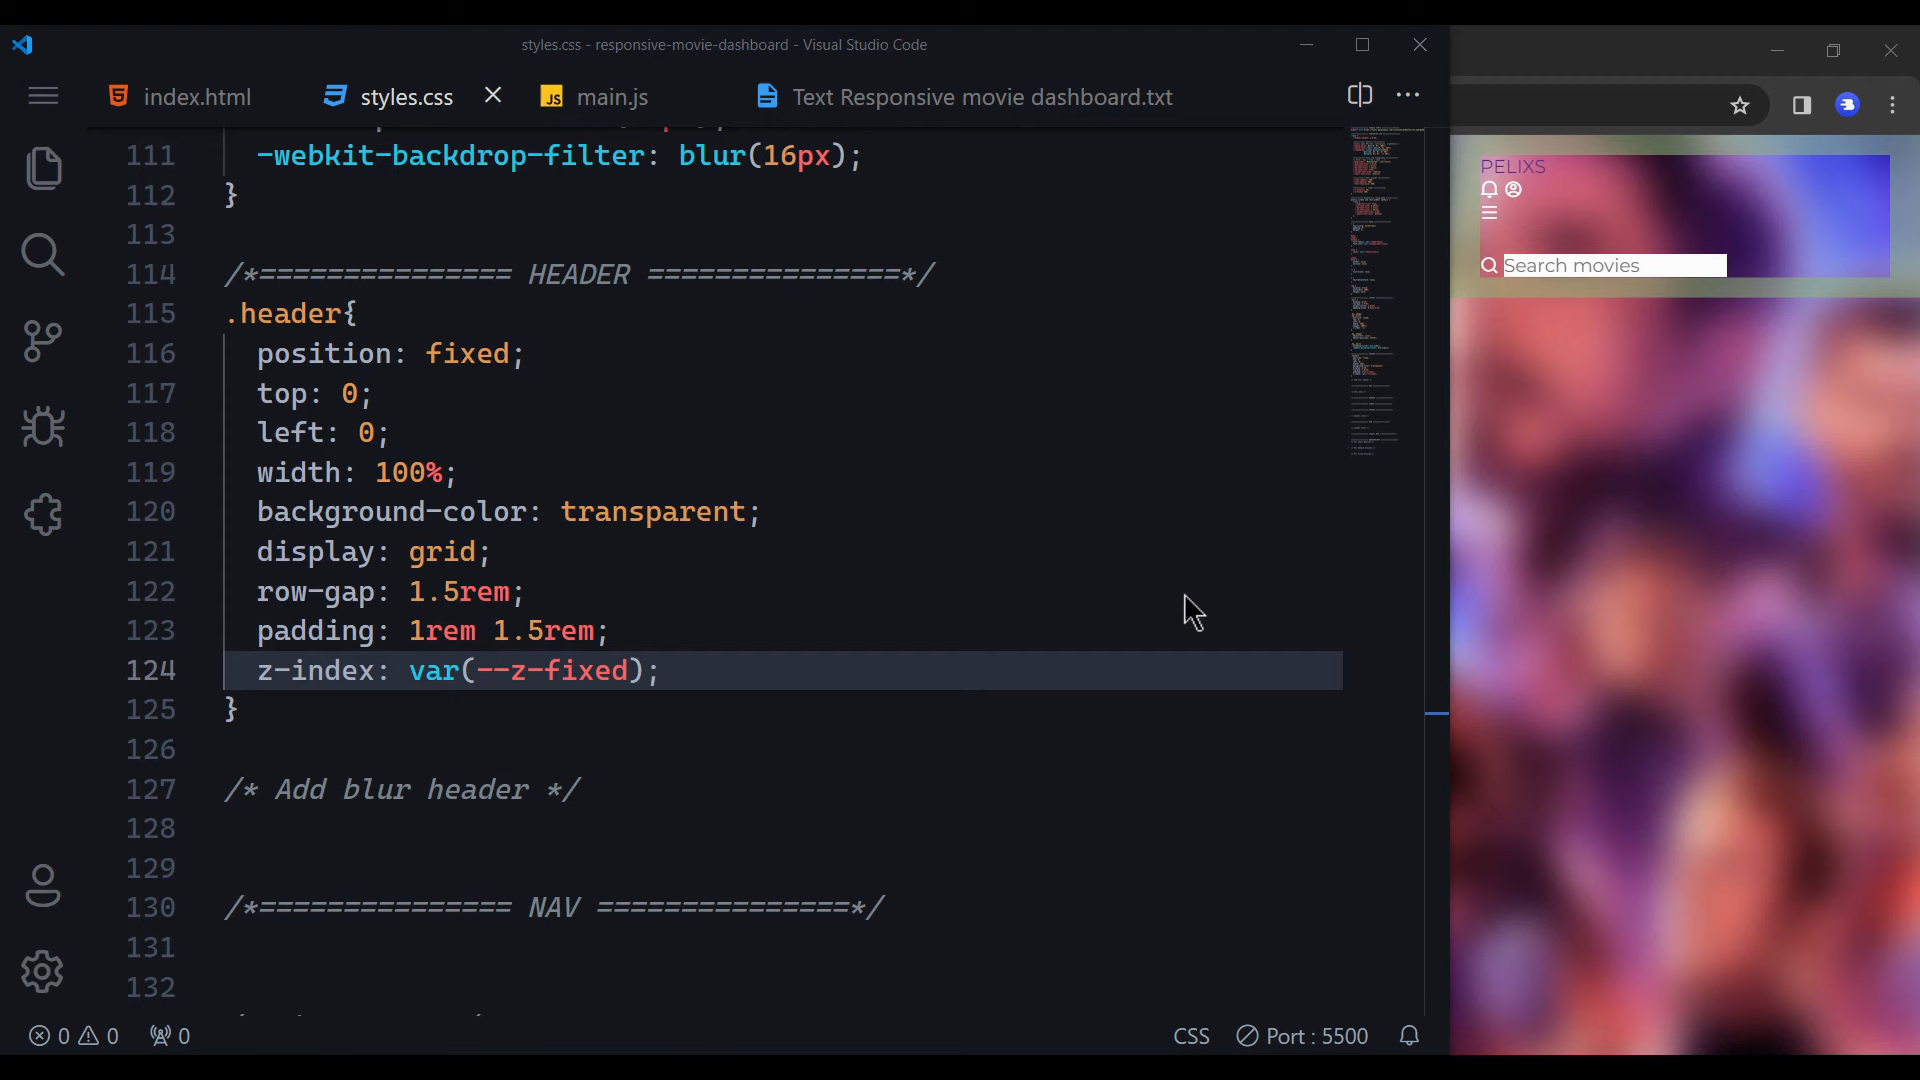 styles.css - responsive-movie-dashboard - Visual Studio Code
index.html
styles.css
main.js
Text Responsive movie dashboard.txt
111 -webkit-backdrop-filter: blur(16px);
112 }
113
114 /*=============== HEADER ===============*/
115 .header{
116 position: fixed;
117 top: 0;
118 left: 0;
119 width: 100%;
120 background-color: transparent;
121 display: grid;
122 row-gap: 1.5rem;
123 padding: 1rem 1.5rem;
124 z-index: var(--z-fixed);
125 }
126
127 /* Add blur header */
128
129
130 /*=============== NAV ===============*/
131
132
0 0 0
CSS
Port : 5500
PELIXS
Search movies